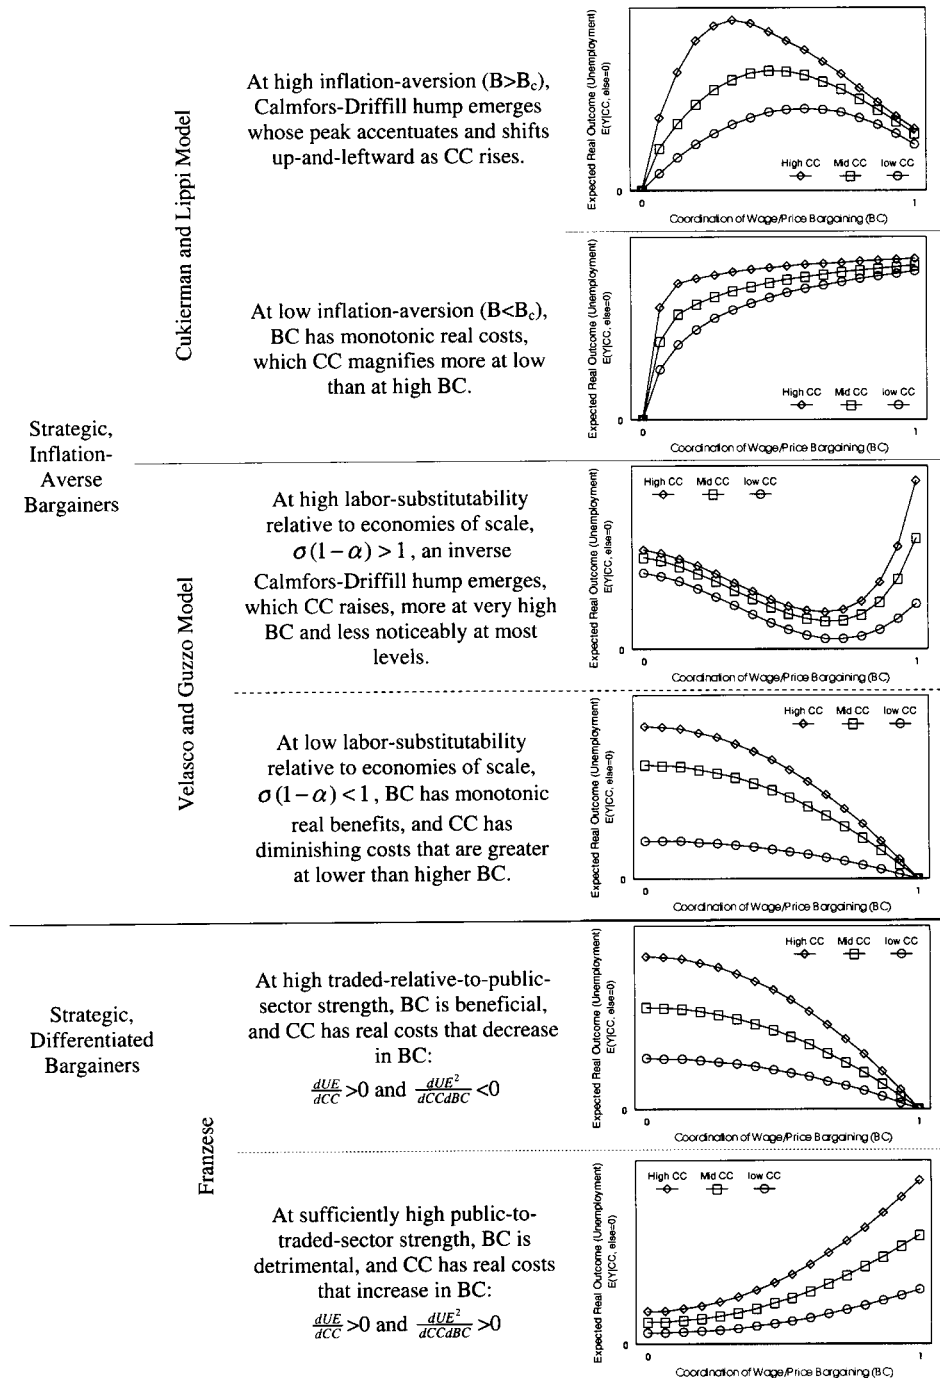 Strategic,
Inflation-
Averse
Bargainers
Cukierman and Lippi Model
At high inflation-aversion (B>Bc),
Calmfors-Driffill hump emerges
whose peak accentuates and shifts
up-and-leftward as CC rises.
Expected Real Outcome (Unemployment)
E(Y|CC, else=0)
0
High CC Mid CC low CC
0 1
Coordination of Wage/Price Bargaining (BC)
At low inflation-aversion (B<Bc),
BC has monotonic real costs,
which CC magnifies more at low
than at high BC.
Expected Real Outcome (Unemployment)
E(Y|CC, else=0)
0
High CC Mid CC low CC
0 1
Coordination of Wage/Price Bargaining (BC)
Velasco and Guzzo Model
At high labor-substitutability
relative to economies of scale,
σ(1−α) > 1, an inverse
Calmfors-Driffill hump emerges,
which CC raises, more at very high
BC and less noticeably at most
levels.
Expected Real Outcome (Unemployment)
E(Y|CC, else=0)
High CC Mid CC low CC
0
0 1
Coordination of Wage/Price Bargaining (BC)
At low labor-substitutability
relative to economies of scale,
σ(1−α) < 1, BC has monotonic
real benefits, and CC has
diminishing costs that are greater
at lower than higher BC.
Expected Real Outcome (Unemployment)
E(Y|CC, else=0)
High CC Mid CC low CC
0
0 1
Coordination of Wage/Price Bargaining (BC)
Strategic,
Differentiated
Bargainers
Franzese
At high traded-relative-to-public-
sector strength, BC is beneficial,
and CC has real costs that decrease
in BC:
dUE/dCC >0 and dUE²/dCCdBC <0
Expected Real Outcome (Unemployment)
E(Y|CC, else=0)
High CC Mid CC low CC
0
0 1
Coordination of Wage/Price Bargaining (BC)
At sufficiently high public-to-
traded-sector strength, BC is
detrimental, and CC has real costs
that increase in BC:
dUE/dCC >0 and dUE²/dCCdBC >0
Expected Real Outcome (Unemployment)
E(Y|CC, else=0)
High CC Mid CC low CC
0
0 1
Coordination of Wage/Price Bargaining (BC)